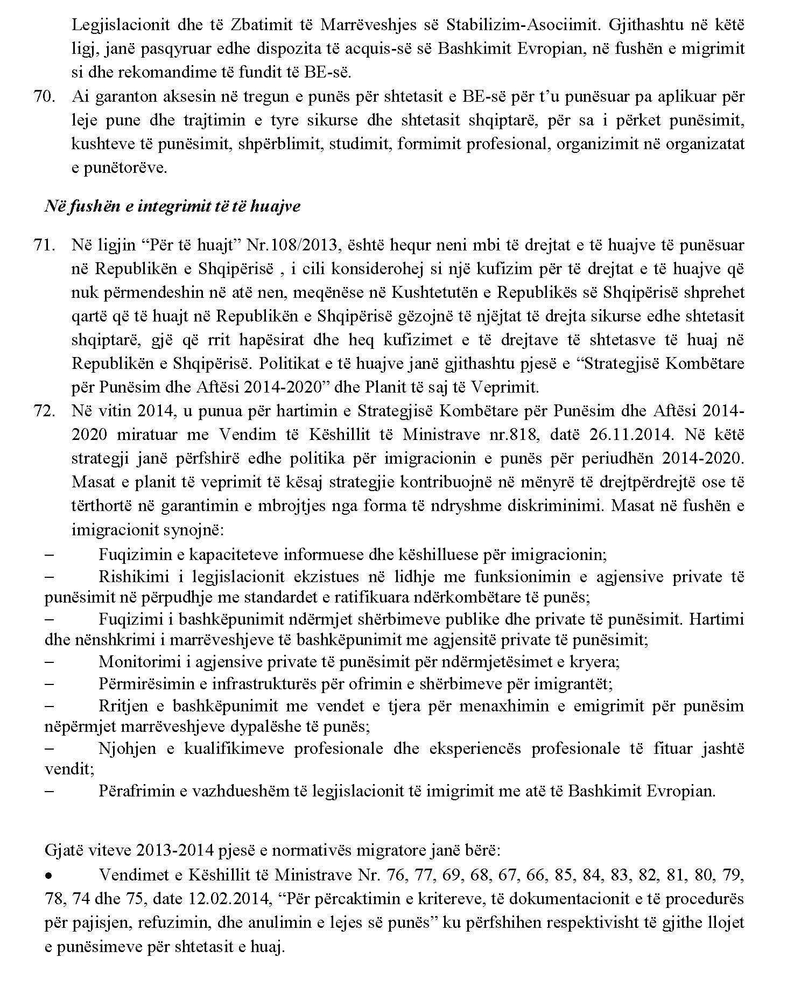 Legjislacionit dhe të Zbatimit të Marrëveshjes së Stabilizim-Asociimit. Gjithashtu në këtë
ligj, janë pasqyruar edhe dispozita të acquis-së së Bashkimit Evropian, në fushën e migrimit
si dhe rekomandime të fundit të BE-së.
70. Ai garanton aksesin në tregun e punës për shtetasit e BE-së për t’u punësuar pa aplikuar për
leje pune dhe trajtimin e tyre sikurse dhe shtetasit shqiptarë, për sa i përket punësimit,
kushteve të punësimit, shpërblimit, studimit, formimit profesional, organizimit në organizatat
e punëtorëve.
Në fushën e integrimit të të huajve
71. Në ligjin “Për të huajt” Nr.108/2013, është hequr neni mbi të drejtat e të huajve të punësuar
në Republikën e Shqipërisë , i cili konsiderohej si një kufizim për të drejtat e të huajve që
nuk përmendeshin në atë nen, meqënëse në Kushtetutën e Republikës së Shqipërisë shprehet
qartë që të huajt në Republikën e Shqipërisë gëzojnë të njëjtat të drejta sikurse edhe shtetasit
shqiptarë, gjë që rrit hapësirat dhe heq kufizimet e të drejtave të shtetasve të huaj në
Republikën e Shqipërisë. Politikat e të huajve janë gjithashtu pjesë e “Strategjisë Kombëtare
për Punësim dhe Aftësi 2014-2020” dhe Planit të saj të Veprimit.
72. Në vitin 2014, u punua për hartimin e Strategjisë Kombëtare për Punësim dhe Aftësi 2014-
2020 miratuar me Vendim të Këshillit të Ministrave nr.818, datë 26.11.2014. Në këtë
strategji janë përfshirë edhe politika për imigracionin e punës për periudhën 2014-2020.
Masat e planit të veprimit të kësaj strategjie kontribuojnë në mënyrë të drejtpërdrejtë ose të
tërthortë në garantimin e mbrojtjes nga forma të ndryshme diskriminimi. Masat në fushën e
imigracionit synojnë:
– Fuqizimin e kapaciteteve informuese dhe këshilluese për imigracionin;
– Rishikimi i legjislacionit ekzistues në lidhje me funksionimin e agjensive private të
punësimit në përpudhje me standardet e ratifikuara ndërkombëtare të punës;
– Fuqizimi i bashkëpunimit ndërmjet shërbimeve publike dhe private të punësimit. Hartimi
dhe nënshkrimi i marrëveshjeve të bashkëpunimit me agjensitë private të punësimit;
– Monitorimi i agjensive private të punësimit për ndërmjetësimet e kryera;
– Përmirësimin e infrastrukturës për ofrimin e shërbimeve për imigrantët;
– Rritjen e bashkëpunimit me vendet e tjera për menaxhimin e emigrimit për punësim
nëpërmjet marrëveshjeve dypalëshe të punës;
– Njohjen e kualifikimeve profesionale dhe eksperiencës profesionale të fituar jashtë
vendit;
– Përafrimin e vazhdueshëm të legjislacionit të imigrimit me atë të Bashkimit Evropian.
Gjatë viteve 2013-2014 pjesë e normativës migratore janë bërë:
• Vendimet e Këshillit të Ministrave Nr. 76, 77, 69, 68, 67, 66, 85, 84, 83, 82, 81, 80, 79,
78, 74 dhe 75, date 12.02.2014, “Për përcaktimin e kritereve, të dokumentacionit e të procedurës
për pajisjen, refuzimin, dhe anulimin e lejes së punës” ku përfshihen respektivisht të gjithe llojet
e punësimeve për shtetasit e huaj.